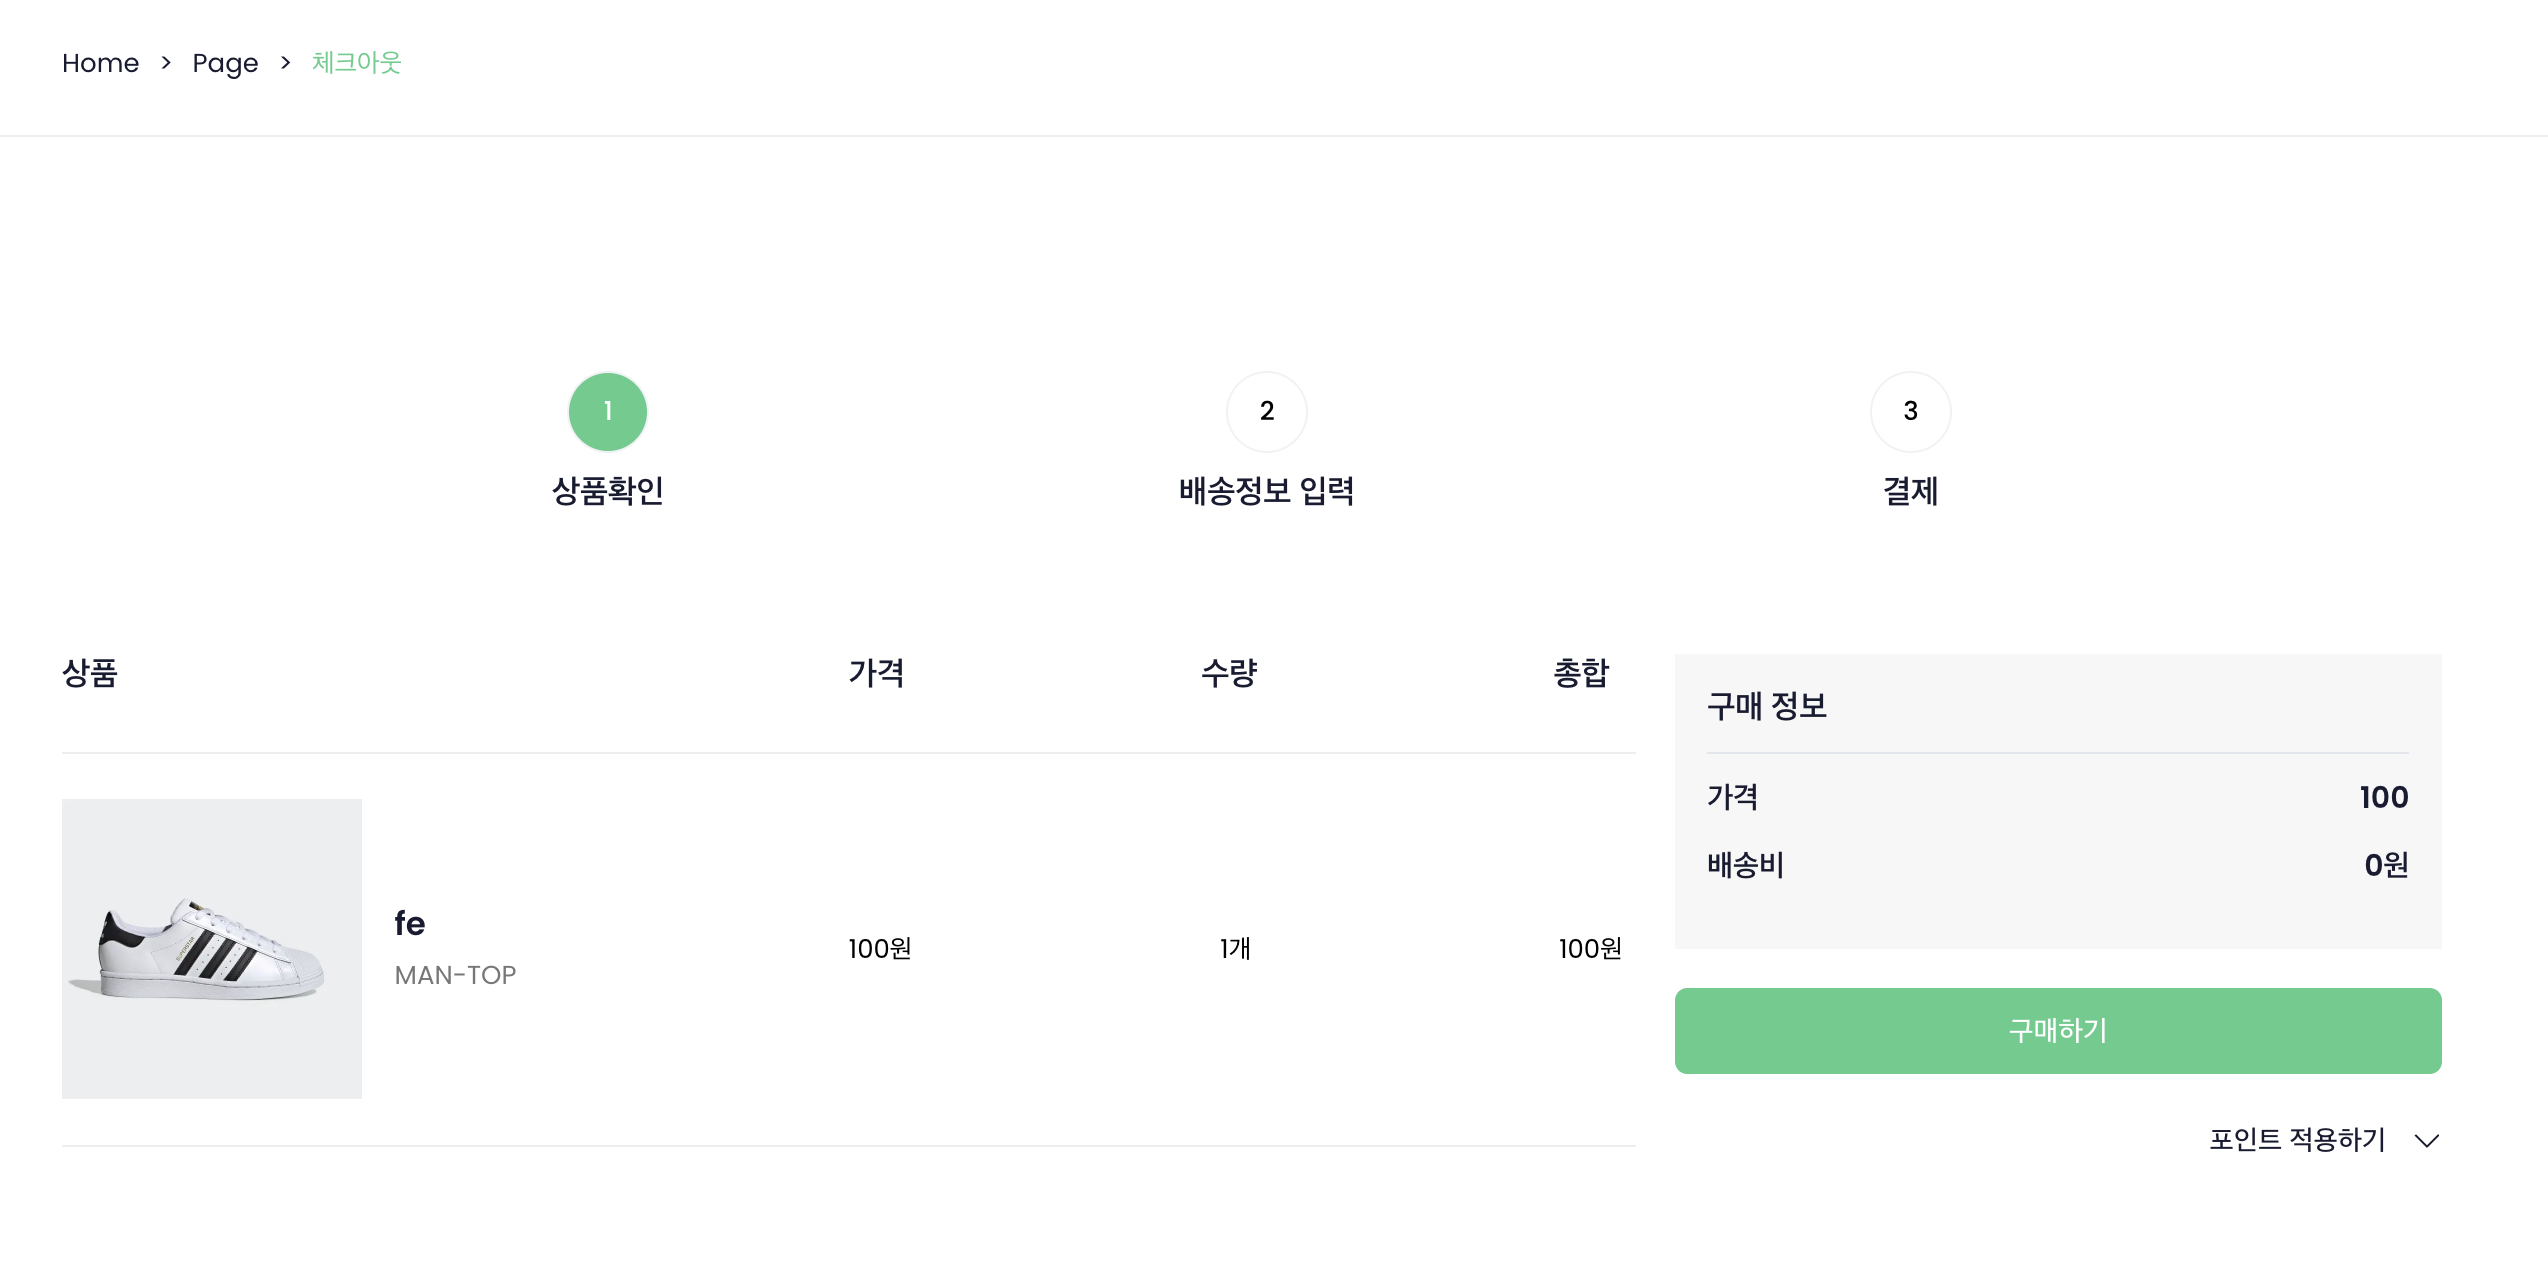 Home > Page > 체크아웃
1
상품확인
2
배송정보 입력
3
결제
상품 가격 수량 총합
fe
MAN-TOP
100원 1개 100원
구매 정보
가격 100
배송비 0원
구매하기
포인트 적용하기